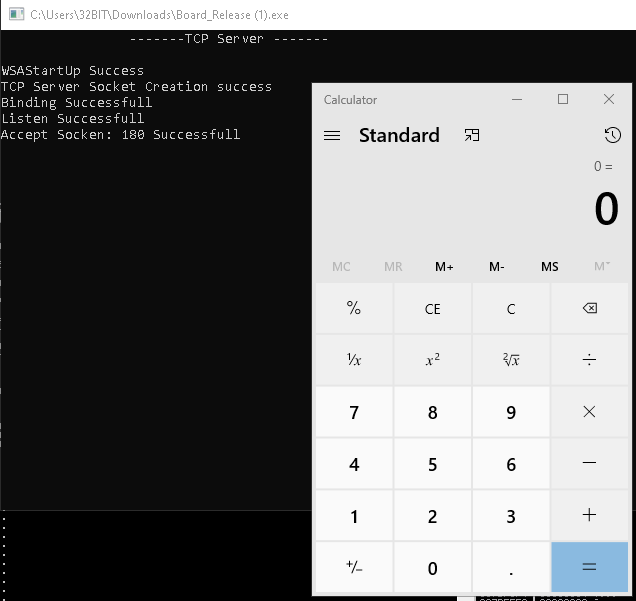 C:\Users\32BIT\Downloads\Board_Release (1).exe
-------TCP Server -------
WSAStartUp Success
TCP Server Socket Creation success
Binding Successfull
Listen Successfull
Accept Socken: 180 Successfull
Calculator
Standard
0 =
0
MC MR M+ M- MS M˅
% CE C
¹⁄x x² ²√x ÷
7 8 9 ×
4 5 6 −
1 2 3 +
+/− 0 . =